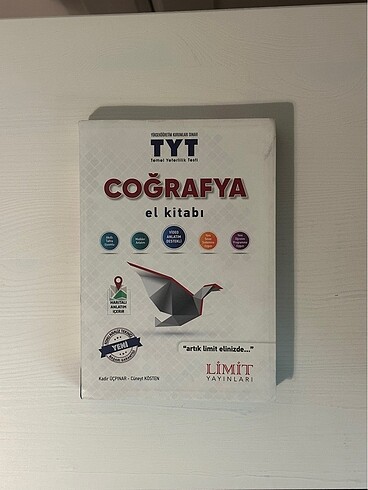 YÜKSEKÖĞRETİM KURUMLARI SINAVI
TYT
Temel Yeterlilik Testi
COĞRAFYA
el kitabı
VİDEO
ANLATIM
DESTEKLİ
HARİTALI
ANLATIM
İÇERİR
YENİ
"artık limit elinizde..."
Kadir ÜÇPINAR - Cüneyt KÖSTEN
LİMİT
YAYINLARI